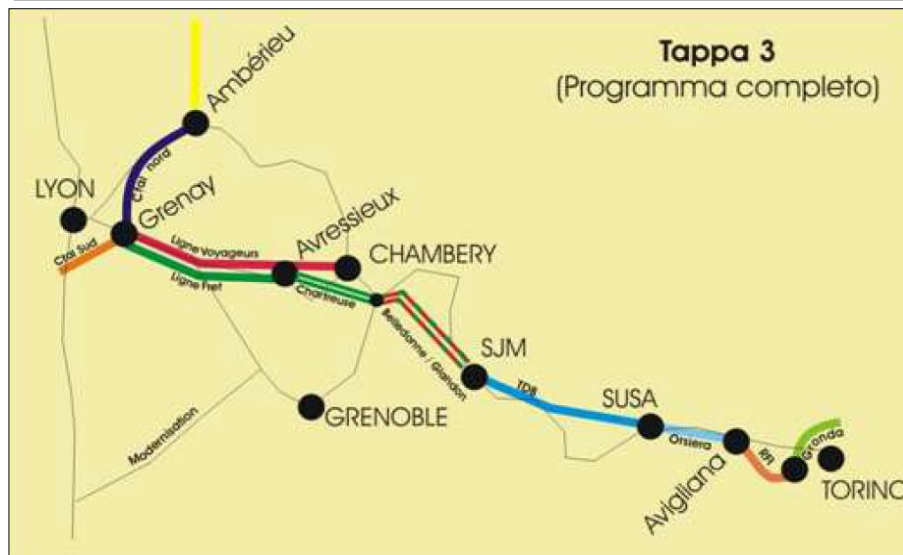 Tappa 3
(Programma completo)
Ambérieu
Cfal nord
LYON
Grenay
Cfal Sud
Ligne Voyageurs
Ligne Fret
Avressieux
CHAMBERY
Chartreuse
Belledonne / Glandon
SJM
GRENOBLE
Modernisation
TDB
SUSA
Orsiera
Avigliana
RFI
Gronda
TORINO